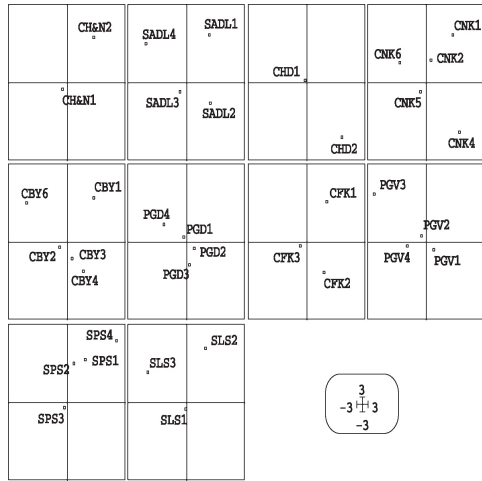 CH&N2
CH&N1
SADL4
SADL1
SADL3
SADL2
CHD1
CHD2
CNK1
CNK6
CNK2
CNK5
CNK4
CBY6
CBY1
CBY2
CBY3
CBY4
PGD4
PGD1
PGD2
PGD3
CFK1
CFK3
CFK2
PGV3
PGV2
PGV4
PGV1
SPS4
SPS2
SPS1
SPS3
SLS2
SLS3
SLS1
3
-3 3
-3